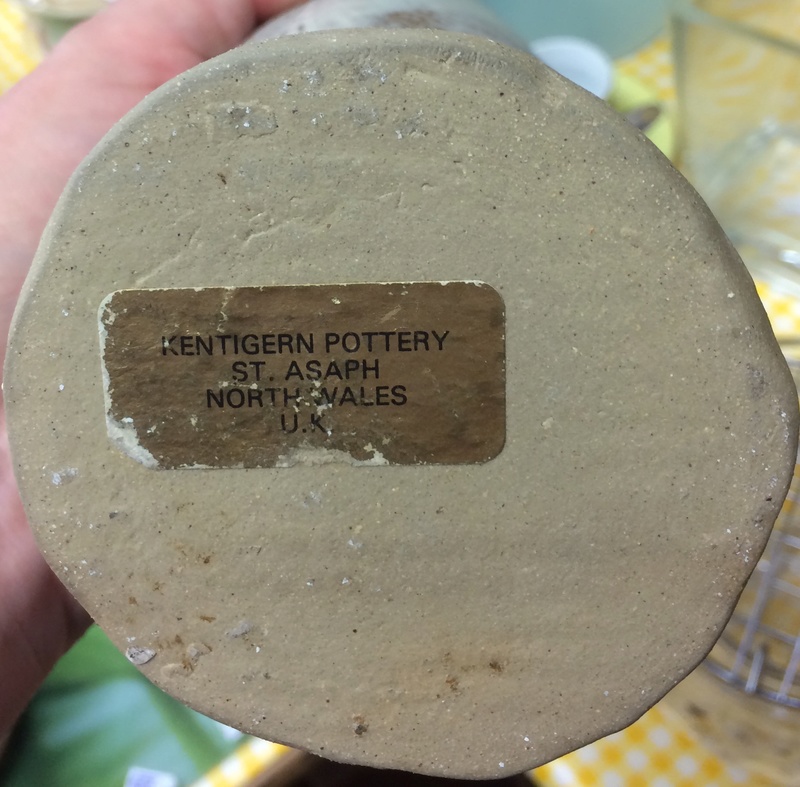 KENTIGERN POTTERY
ST. ASAPH
NORTH WALES
U.K.